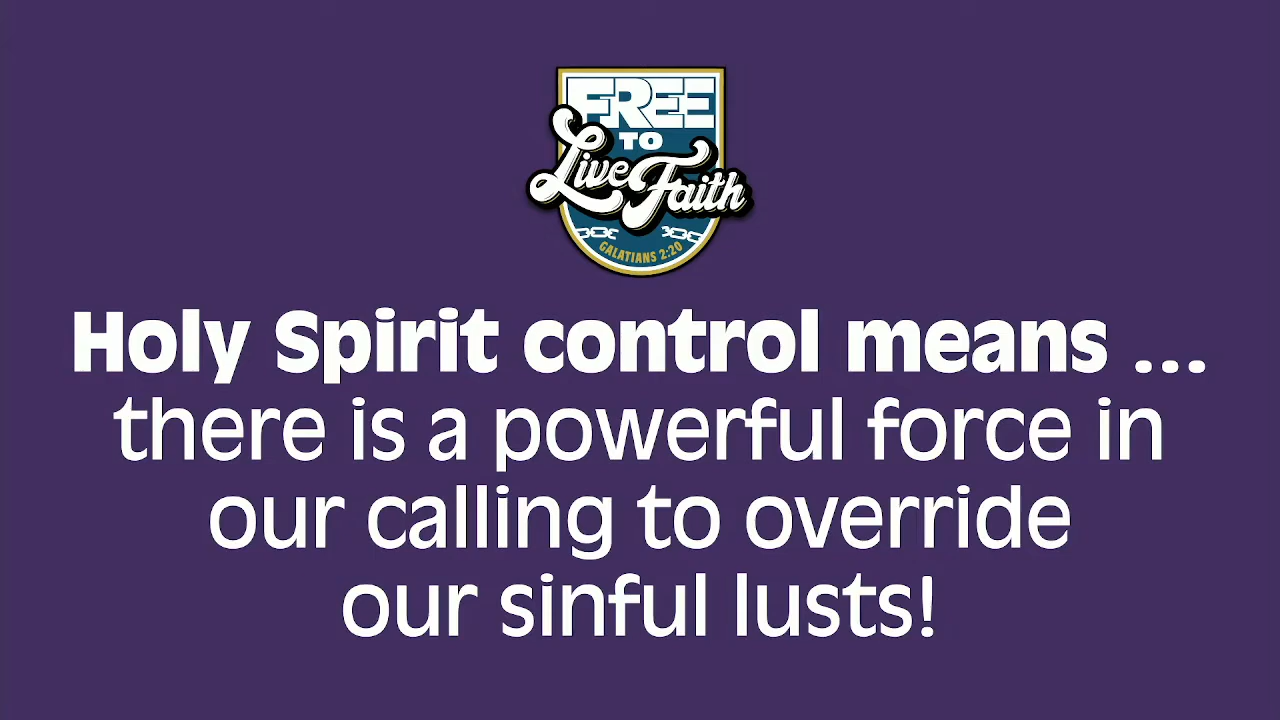 FREE
TO
Live Faith
GALATIANS 2:20
Holy Spirit control means ...
there is a powerful force in
our calling to override
our sinful lusts!